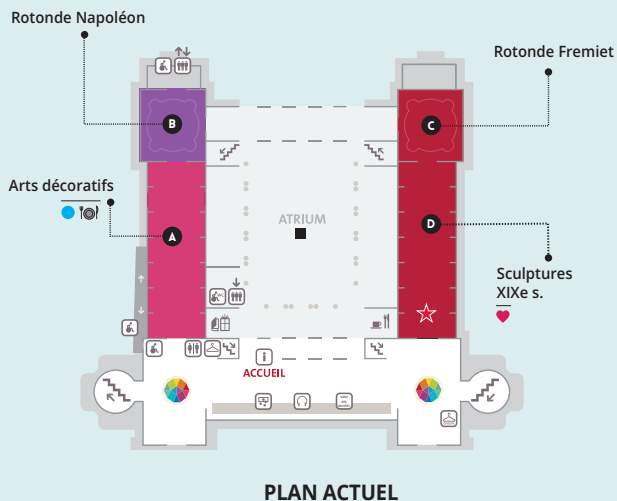 Rotonde Napoléon
Rotonde Fremiet
B
C
Arts décoratifs
A
ATRIUM
D
Sculptures
XIXe s.
i
ACCUEIL
PLAN ACTUEL